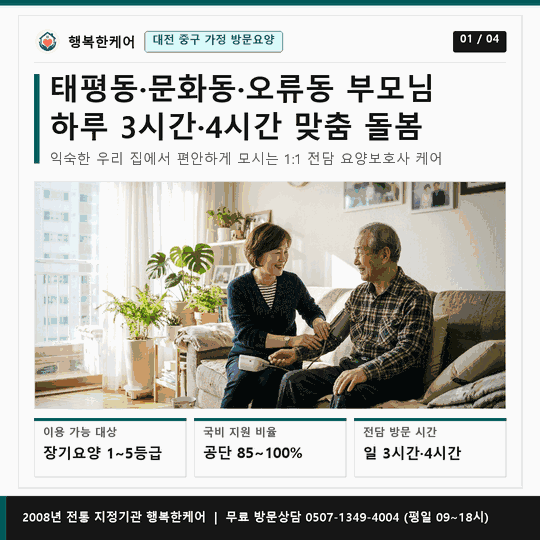 행복한케어
대전 중구 가정 방문요양
01 / 04
태평동·문화동·오류동 부모님
하루 3시간·4시간 맞춤 돌봄
익숙한 우리 집에서 편안하게 모시는 1:1 전담 요양보호사 케어
이용 가능 대상
장기요양 1~5등급
국비 지원 비율
공단 85~100%
전담 방문 시간
일 3시간·4시간
2008년 전통 지정기관 행복한케어 | 무료 방문상담 0507-1349-4004 (평일 09~18시)